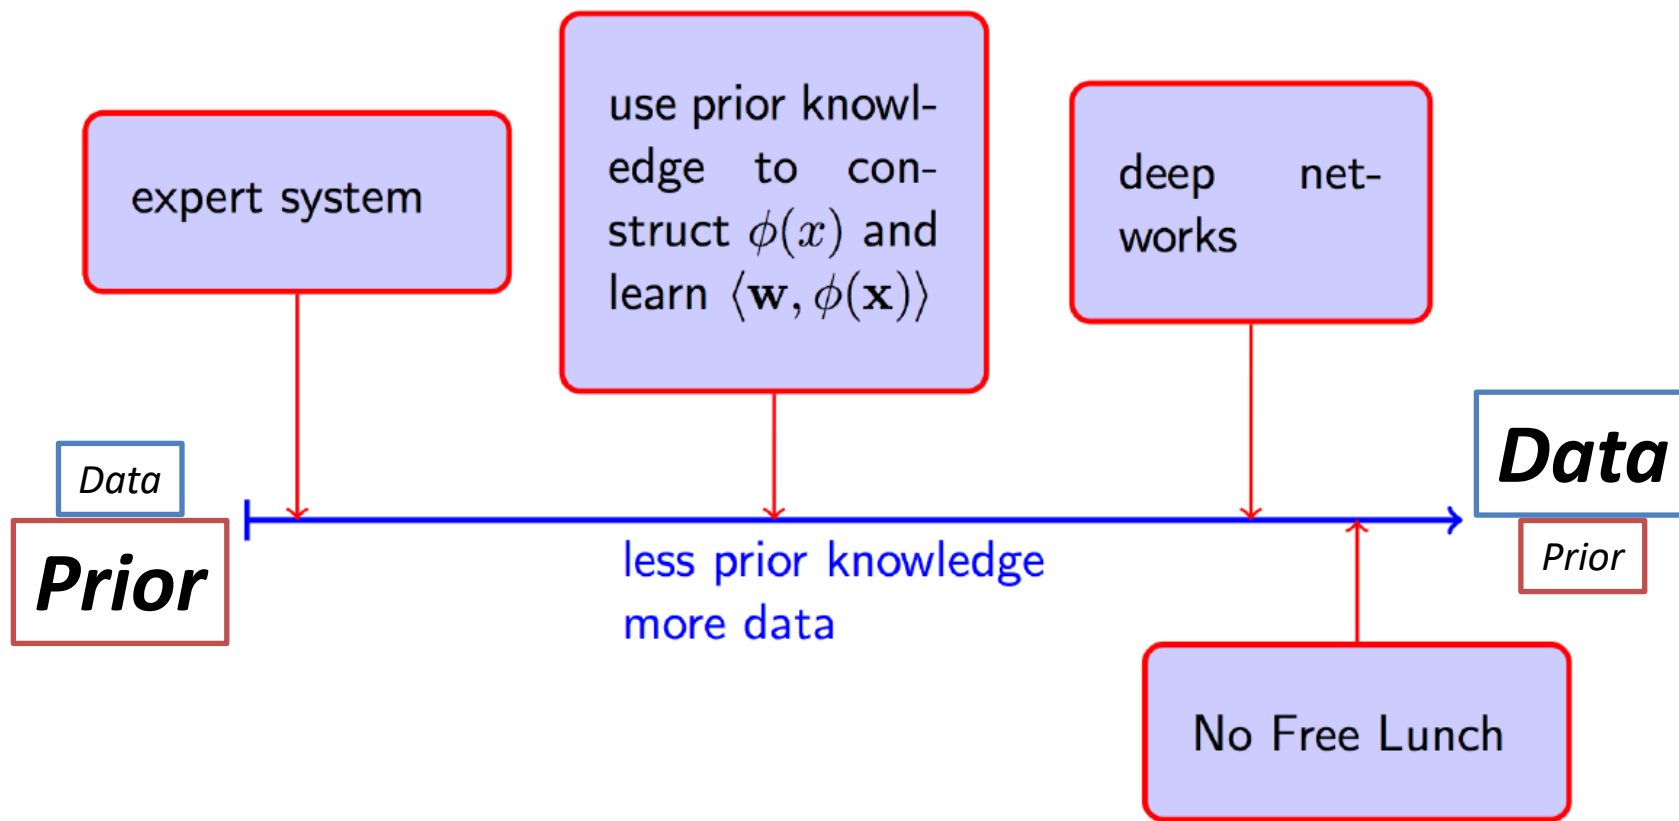 expert system
use prior knowl-
edge to con-
struct ϕ(x) and
learn ⟨w, ϕ(x)⟩
deep net-
works
Data
Prior
less prior knowledge
more data
Data
Prior
No Free Lunch